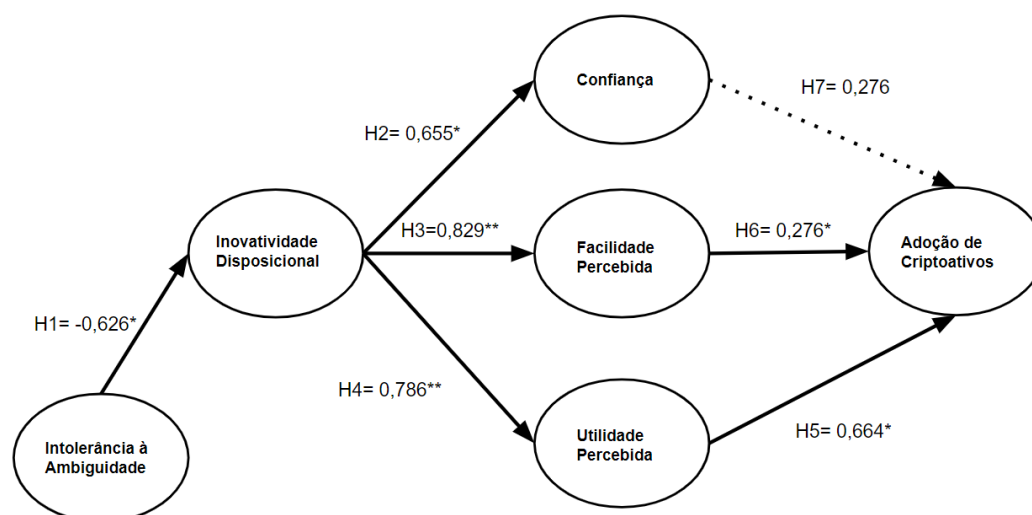 Confiança
H7= 0,276
H2= 0,655*
Inovatividade
Disposicional
H3=0,829**
Facilidade
Percebida
H6= 0,276*
Adoção de
Criptoativos
H1= -0,626*
H4= 0,786**
Intolerância à
Ambiguidade
Utilidade
Percebida
H5= 0,664*